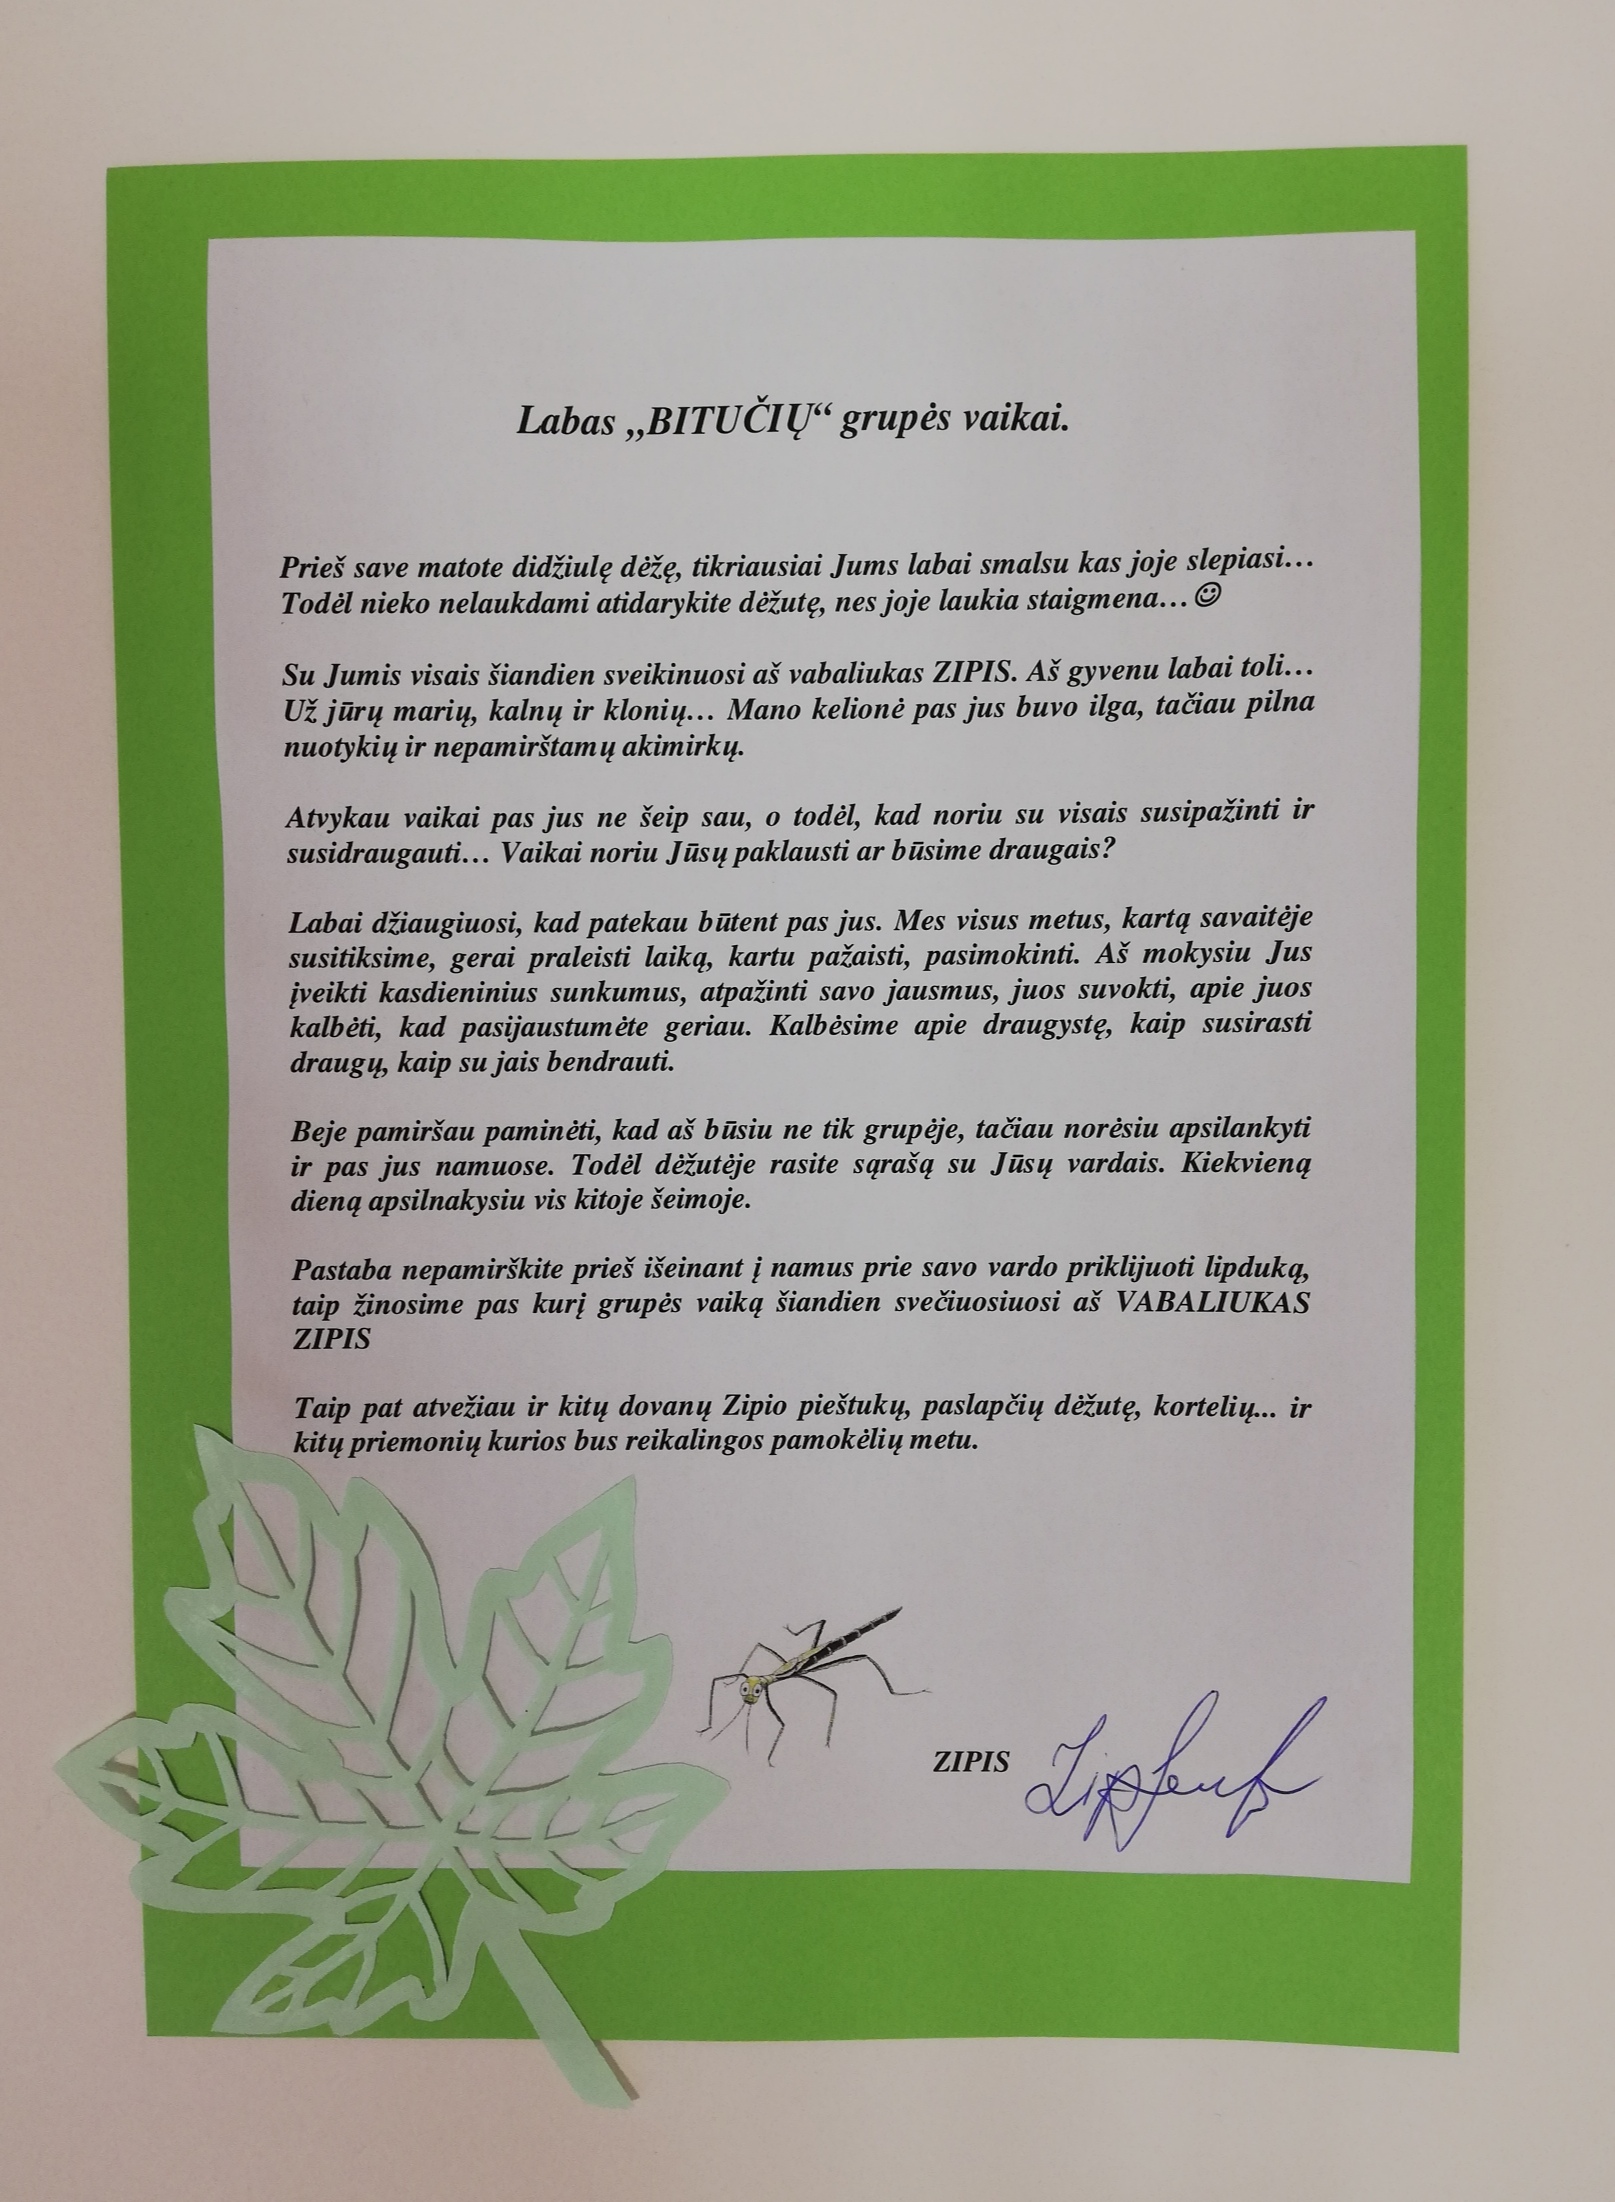 Labas „BITUČIŲ“ grupės vaikai.
Prieš save matote didžiulę dėžę, tikriausiai Jums labai smalsu kas joje slepiasi…
Todėl nieko nelaukdami atidarykite dėžutę, nes joje laukia staigmena…☺
Su Jumis visais šiandien sveikinuosi aš vabaliukas ZIPIS. Aš gyvenu labai toli…
Už jūrų marių, kalnų ir klonių… Mano kelionė pas jus buvo ilga, tačiau pilna
nuotykių ir nepamirštamų akimirkų.
Atvykau vaikai pas jus ne šeip sau, o todėl, kad noriu su visais susipažinti ir
susidraugauti… Vaikai noriu Jūsų paklausti ar būsime draugais?
Labai džiaugiuosi, kad patekau būtent pas jus. Mes visus metus, kartą savaitėje
susitiksime, gerai praleisti laiką, kartu pažaisti, pasimokinti. Aš mokysiu Jus
įveikti kasdieninius sunkumus, atpažinti savo jausmus, juos suvokti, apie juos
kalbėti, kad pasijaustumėte geriau. Kalbėsime apie draugystę, kaip susirasti
draugų, kaip su jais bendrauti.
Beje pamiršau paminėti, kad aš būsiu ne tik grupėje, tačiau norėsiu apsilankyti
ir pas jus namuose. Todėl dėžutėje rasite sąrašą su Jūsų vardais. Kiekvieną
dieną apsilnakysiu vis kitoje šeimoje.
Pastaba nepamirškite prieš išeinant į namus prie savo vardo priklijuoti lipduką,
taip žinosime pas kurį grupės vaiką šiandien svečiuosiuosi aš VABALIUKAS
ZIPIS
Taip pat atvežiau ir kitų dovanų Zipio pieštukų, paslapčių dėžutę, kortelių... ir
kitų priemonių kurios bus reikalingos pamokėlių metu.
ZIPIS